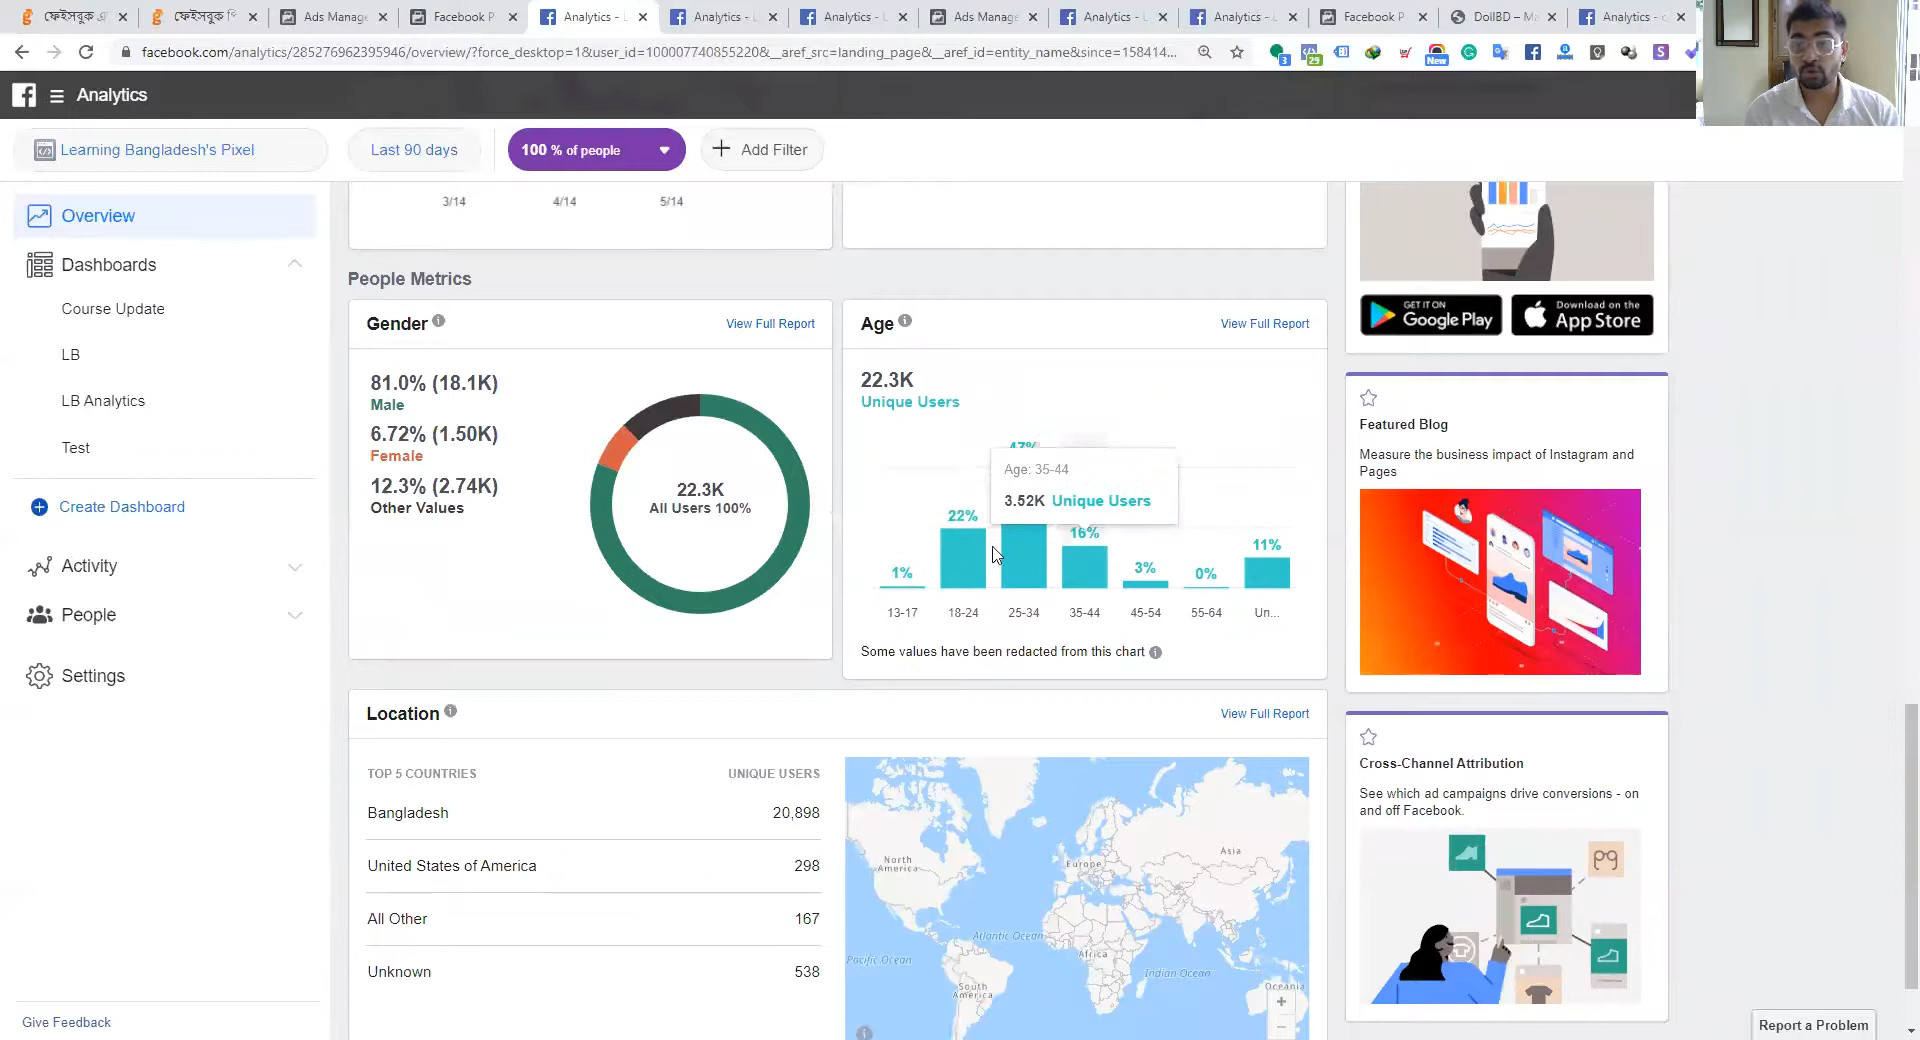 ফেইসবুক
ফেইসবুক
Ads Manage
Facebook P
Analytics - L
Analytics - L
Analytics - L
Ads Manage
Analytics - L
Analytics - L
Facebook P
DollBD – Ma
Analytics - c
facebook.com/analytics/285276962395946/overview/?force_desktop=1&user_id=100007740855220&__aref_src=landing_page&__aref_id=entity_name&since=158414...
3
29
New
S
Analytics
Learning Bangladesh's Pixel
Last 90 days
100 % of people
Add Filter
Overview
Dashboards
Course Update
LB
LB Analytics
Test
Create Dashboard
Activity
People
Settings
Give Feedback
3/14 4/14 5/14
People Metrics
Gender
View Full Report
81.0% (18.1K)
Male
6.72% (1.50K)
Female
12.3% (2.74K)
Other Values
22.3K
All Users 100%
Age
View Full Report
22.3K
Unique Users
47%
Age: 35-44
3.52K Unique Users
22%
16%
11%
1%
3%
0%
13-17 18-24 25-34 35-44 45-54 55-64 Un...
Some values have been redacted from this chart
Location
View Full Report
TOP 5 COUNTRIES UNIQUE USERS
Bangladesh 20,898
United States of America 298
All Other 167
Unknown 538
North America
Europe
Asia
Atlantic Ocean
Africa
Pacific Ocean
Indian Ocean
South America
Oceania
GET IT ON Google Play
Download on the App Store
Featured Blog
Measure the business impact of Instagram and
Pages
Cross-Channel Attribution
See which ad campaigns drive conversions - on
and off Facebook.
Report a Problem